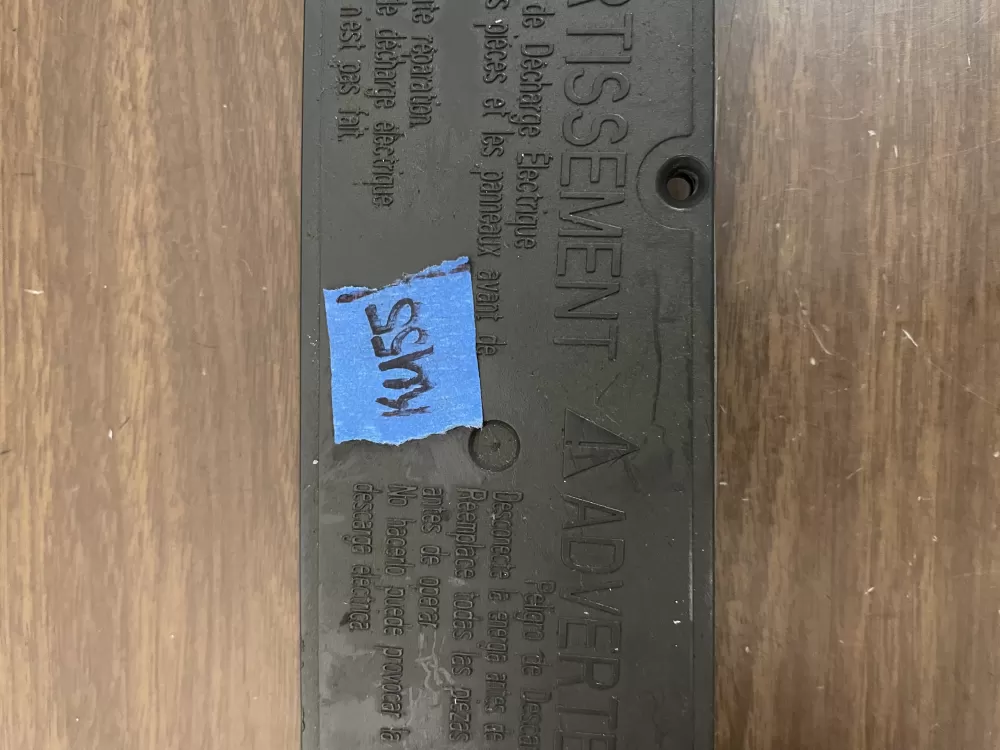 RTISSEMENT
de Décharge Électrique
s pièces et les panneaux avant de
réparation.
de décharge électrique
n'est pas fait.
ADVERTE
Peligro de Desca
Desconecte la energía antes de
Reemplace todas las piezas
antes de operar.
No hacerlo puede provocar la
descarga eléctrica